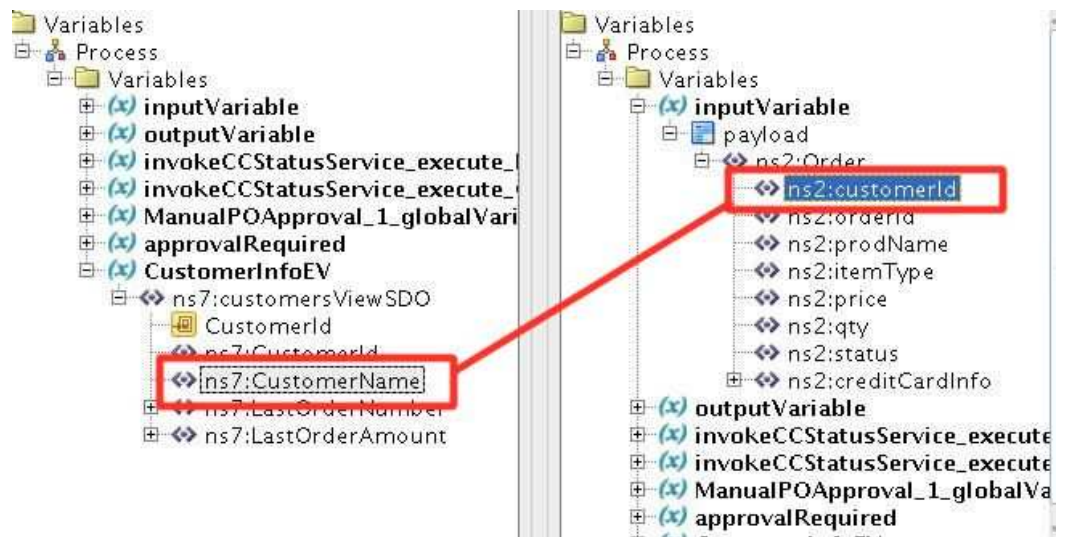 Variables
Process
Variables
(x) inputVariable
(x) outputVariable
(x) invokeCCStatusService_execute_
(x) invokeCCStatusService_execute_
(x) ManualPOApproval_1_globalVari
(x) approvalRequired
(x) CustomerInfoEV
ns7:customersViewSDO
CustomerId
ns7:CustomerId
ns7:CustomerName
ns7:LastOrderNumber
ns7:LastOrderAmount
Variables
Process
Variables
(x) inputVariable
payload
ns2:Order
ns2:customerId
ns2:orderId
ns2:prodName
ns2:itemType
ns2:price
ns2:qty
ns2:status
ns2:creditCardInfo
(x) outputVariable
(x) invokeCCStatusService_execute
(x) invokeCCStatusService_execute
(x) ManualPOApproval_1_globalVa
(x) approvalRequired